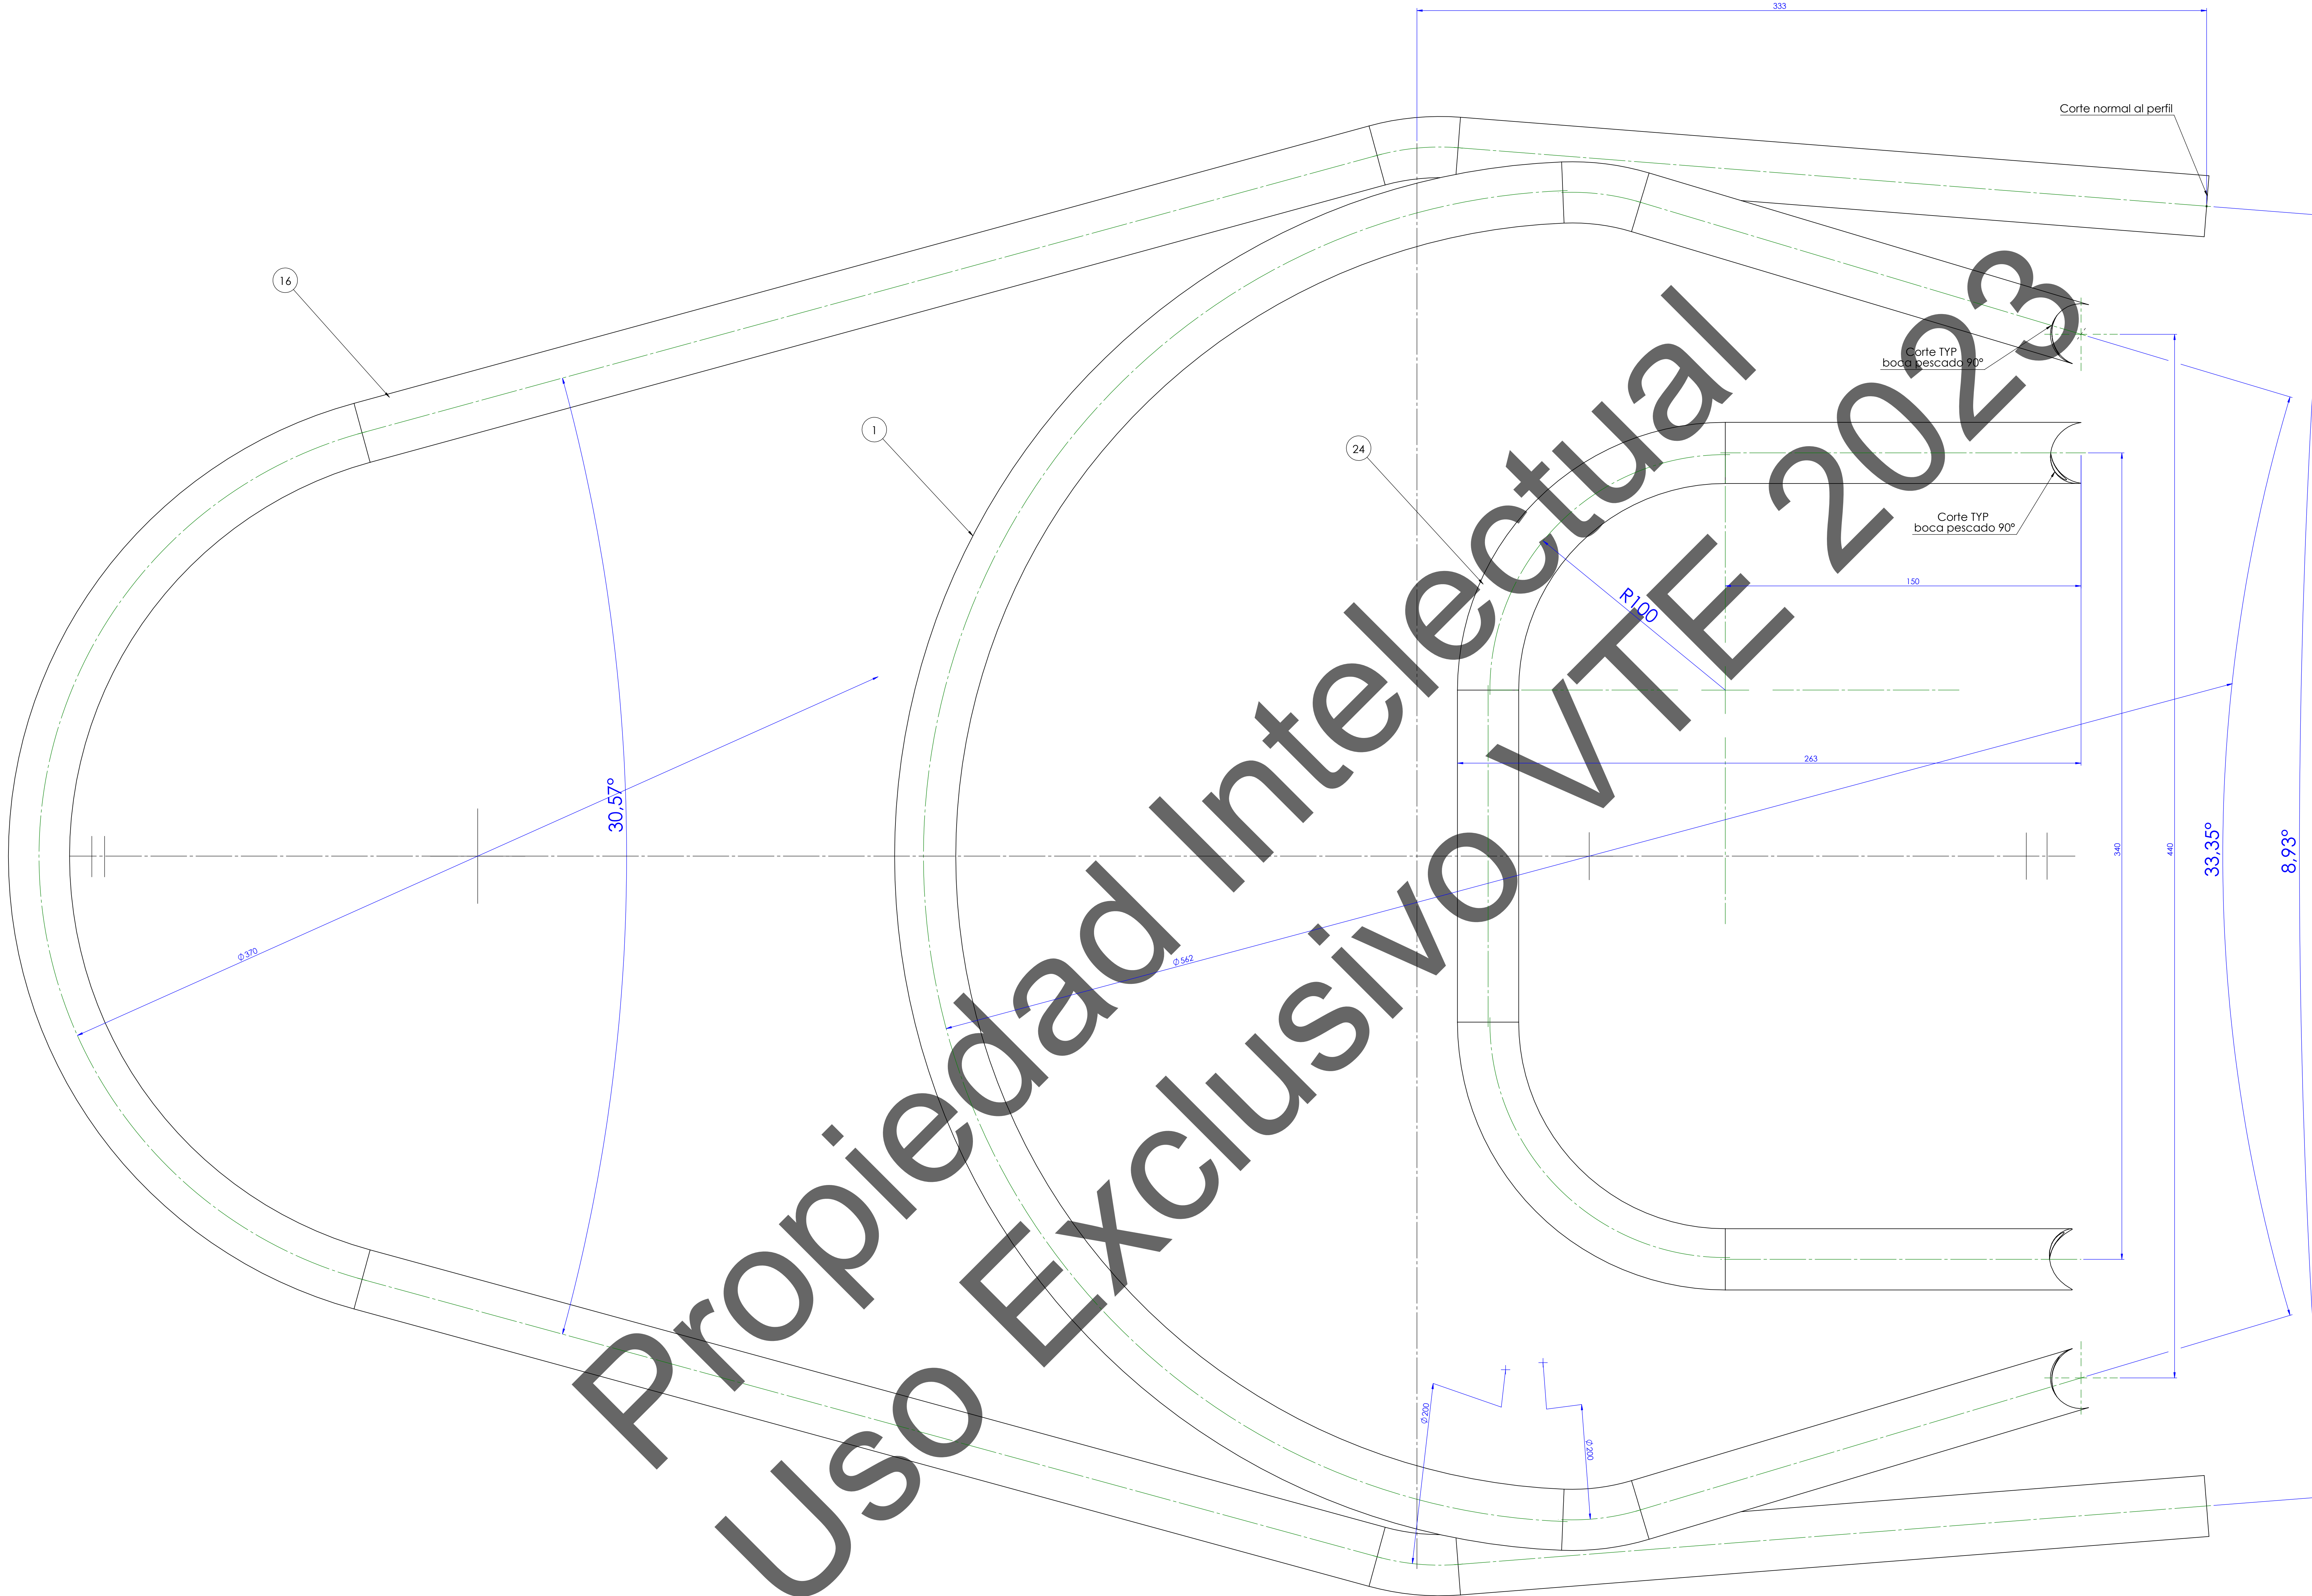 333
Corte normal al perfil
16
Corte TYP
boca pescado 90°
1
24
Corte TYP
boca pescado 90°
150
R100
263
30,57°
340
440
33,35°
8,93°
Ø370
Ø562
Ø200
Ø200
Propiedad Intelectual
Uso Exclusivo VTE 2023